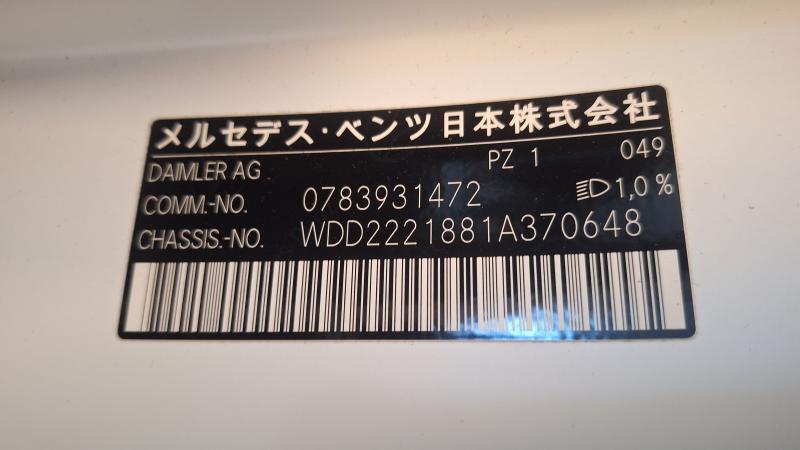 メルセデス・ベンツ日本株式会社
DAIMLER AG PZ 1 049
COMM.-NO. 0783931472 1,0 %
CHASSIS.-NO. WDD2221881A370648